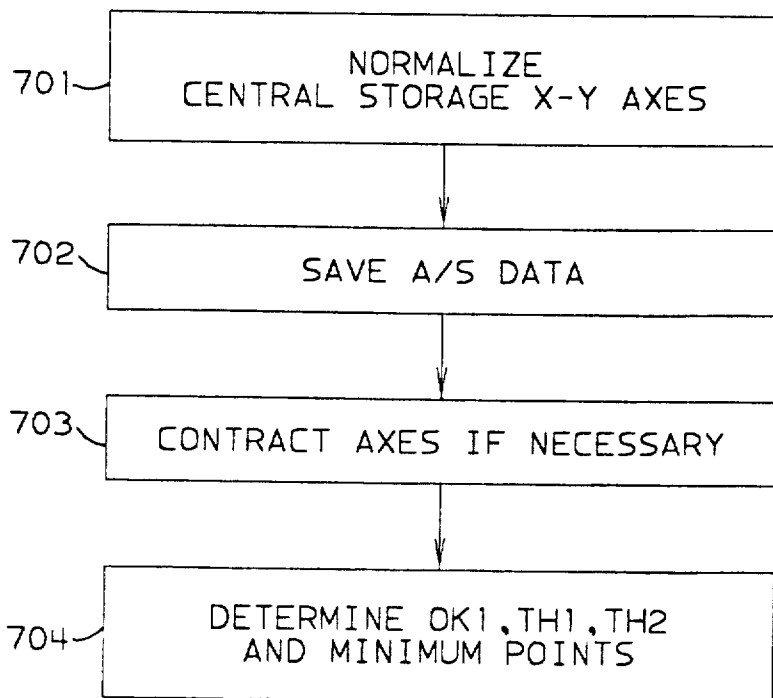 701
NORMALIZE
CENTRAL STORAGE X-Y AXES
702
SAVE A/S DATA
703
CONTRACT AXES IF NECESSARY
704
DETERMINE OK1,TH1,TH2
AND MINIMUM POINTS